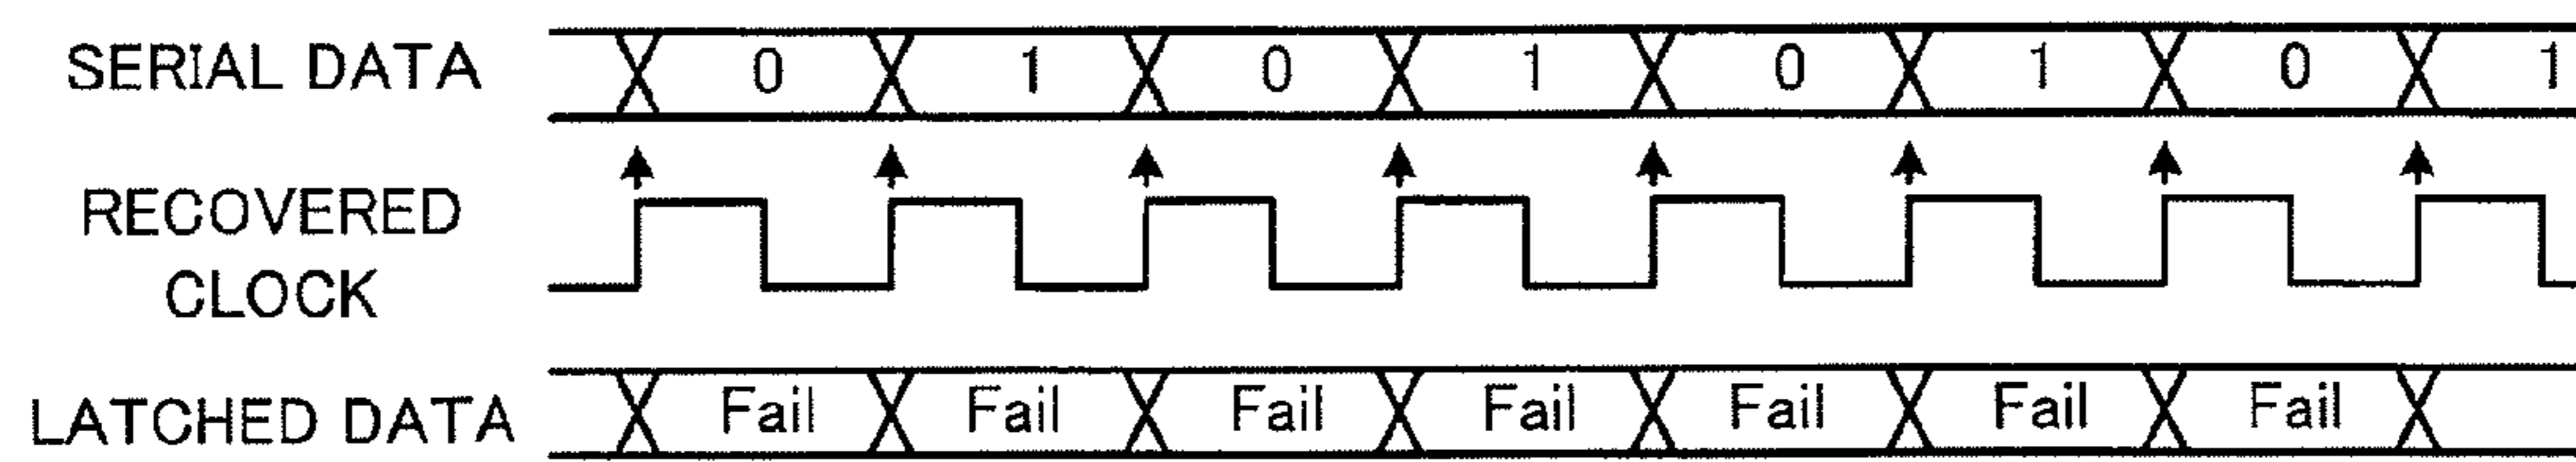 SERIAL DATA 0 1 0 1 0 1 0 1
RECOVERED
CLOCK
LATCHED DATA Fail Fail Fail Fail Fail Fail Fail